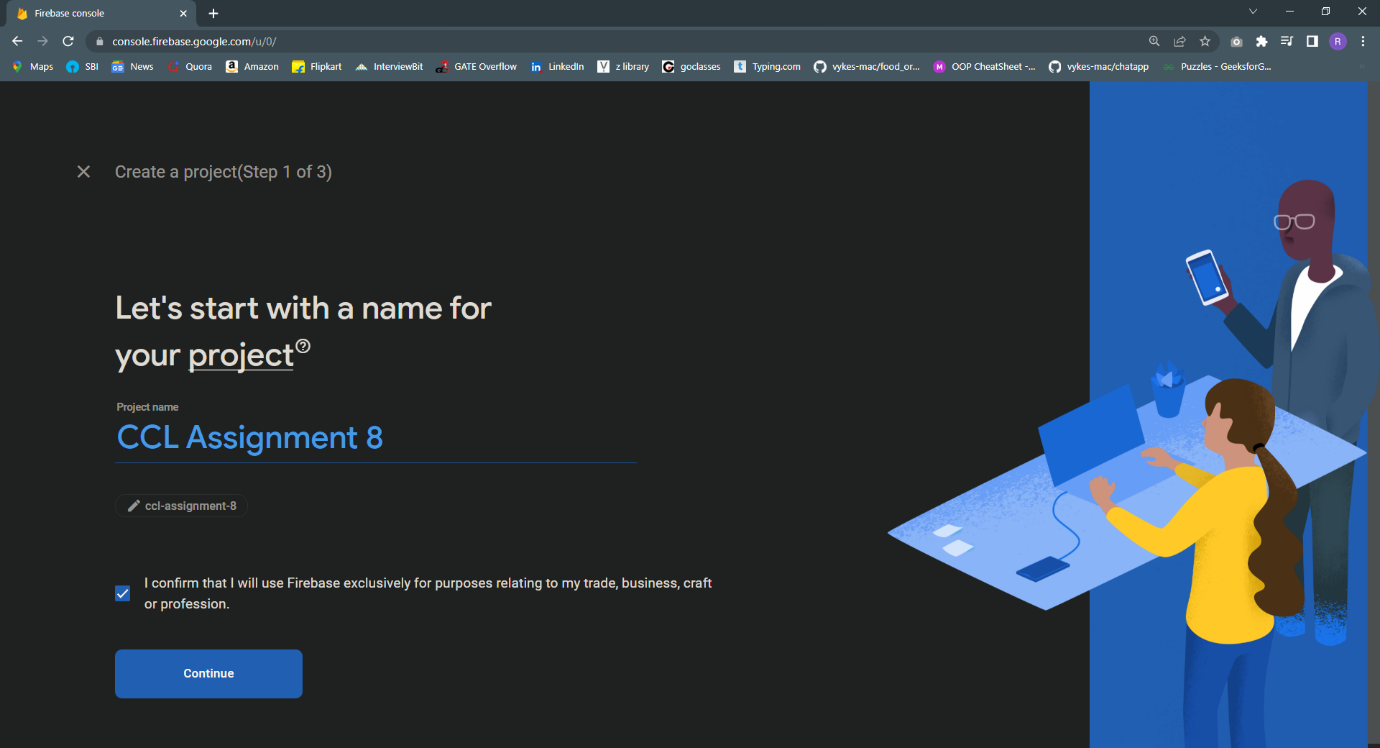 Firebase console
console.firebase.google.com/u/0/
R
Maps SBI News Quora Amazon Flipkart InterviewBit GATE Overflow LinkedIn z library goclasses Typing.com vykes-mac/food_or... OOP CheatSheet -... vykes-mac/chatapp Puzzles - GeeksforG...
Create a project(Step 1 of 3)
Let's start with a name for
your project
Project name
CCL Assignment 8
ccl-assignment-8
I confirm that I will use Firebase exclusively for purposes relating to my trade, business, craft
or profession.
Continue